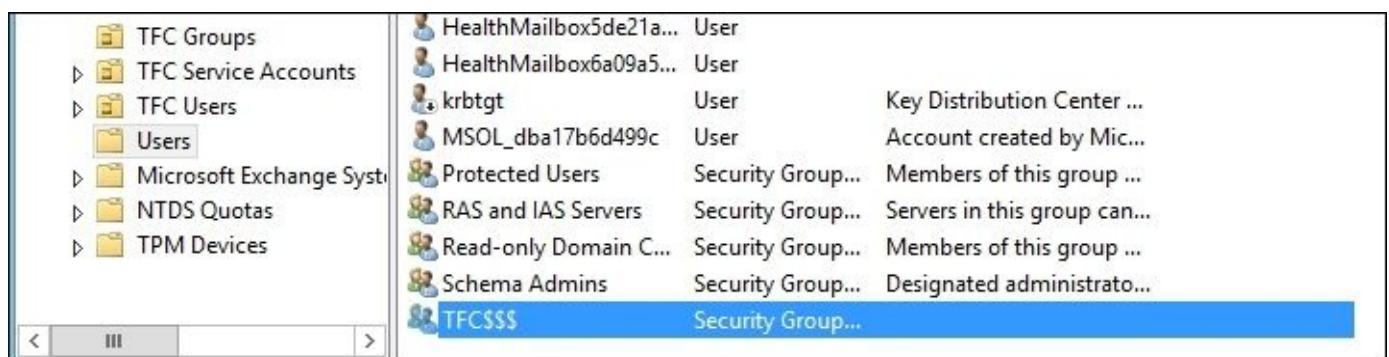 TFC Groups
TFC Service Accounts
TFC Users
Users
Microsoft Exchange Syst
NTDS Quotas
TPM Devices
HealthMailbox5de21a... User
HealthMailbox6a09a5... User
krbtgt User Key Distribution Center ...
MSOL_dba17b6d499c User Account created by Mic...
Protected Users Security Group... Members of this group ...
RAS and IAS Servers Security Group... Servers in this group can...
Read-only Domain C... Security Group... Members of this group ...
Schema Admins Security Group... Designated administrato...
TFC$$$ Security Group...